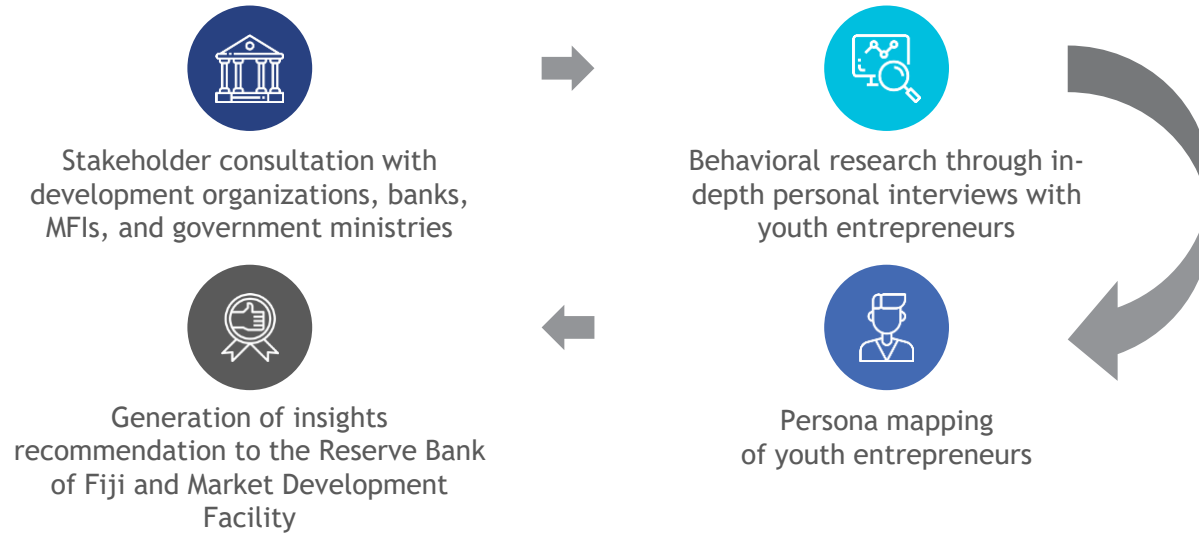 Stakeholder consultation with
development organizations, banks,
MFIs, and government ministries
Behavioral research through in-
depth personal interviews with
youth entrepreneurs
Persona mapping
of youth entrepreneurs
Generation of insights
recommendation to the Reserve Bank
of Fiji and Market Development
Facility